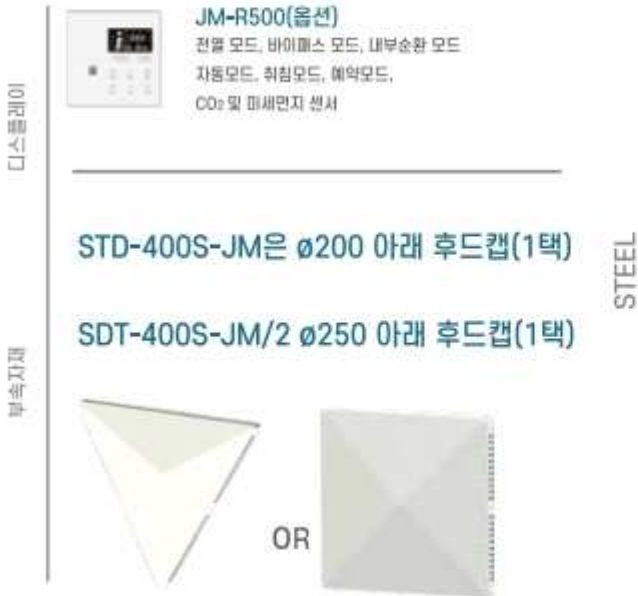 JM-R500(옵션)
전열 모드, 바이패스 모드, 내부순환 모드
자동모드, 취침모드, 예약모드,
CO₂ 및 미세먼지 센서
디스플레이
STD-400S-JM은 ø200 아래 후드캡(1택)
SDT-400S-JM/2 ø250 아래 후드캡(1택)
STEEL
부속자재
OR